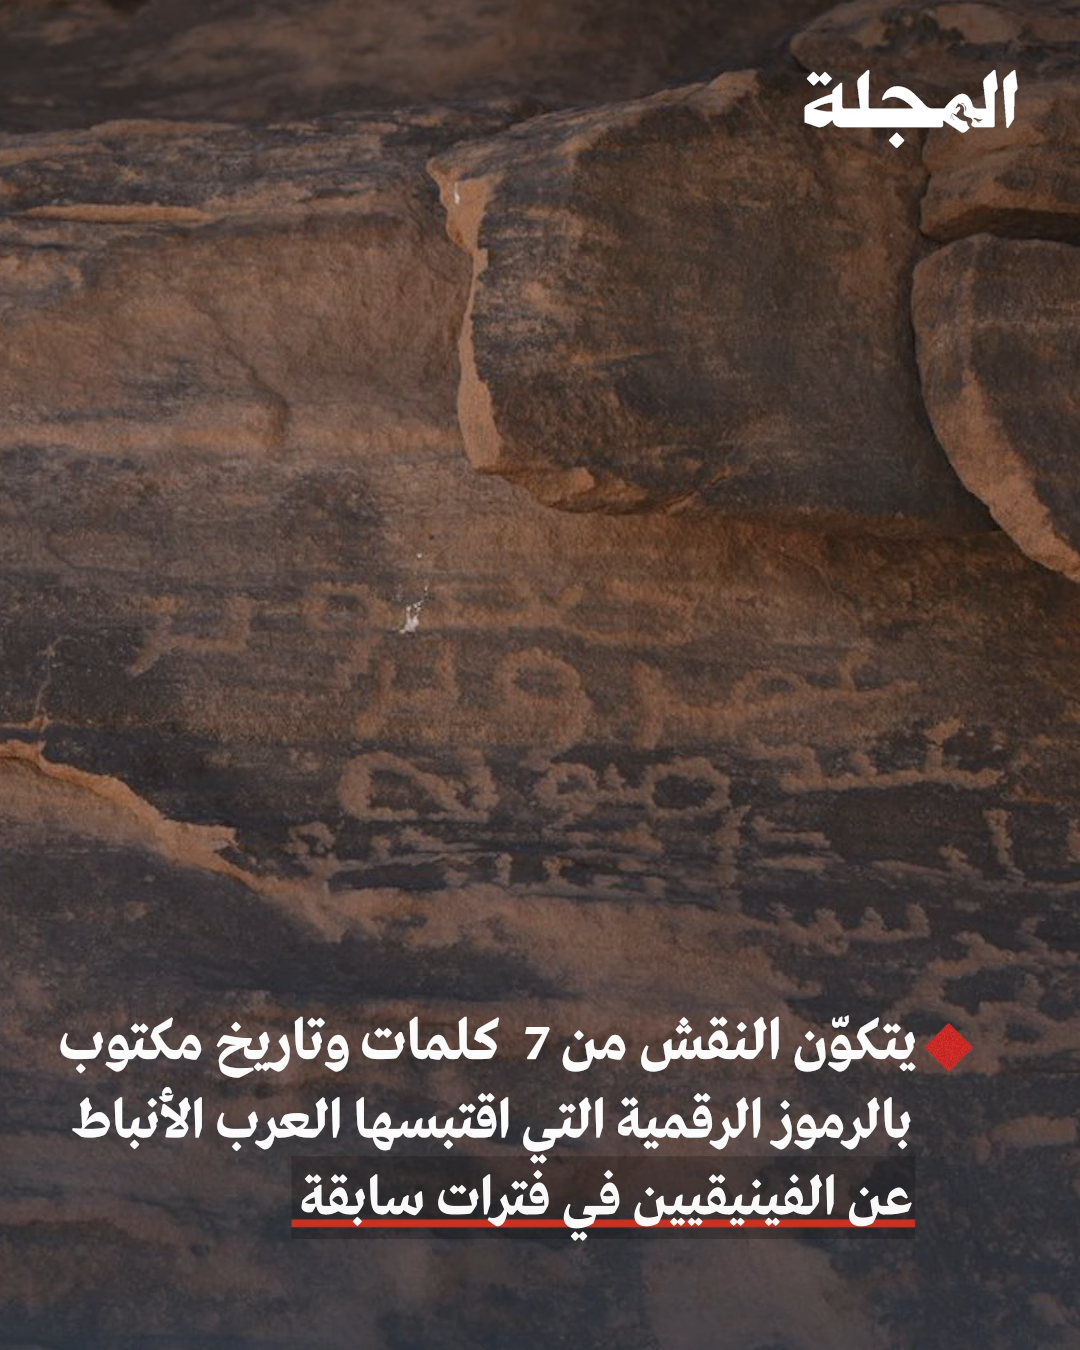 المجلة
يتكوّن النقش من 7 كلمات وتاريخ مكتوب
بالرموز الرقمية التي اقتبسها العرب الأنباط
عن الفينيقيين في فترات سابقة